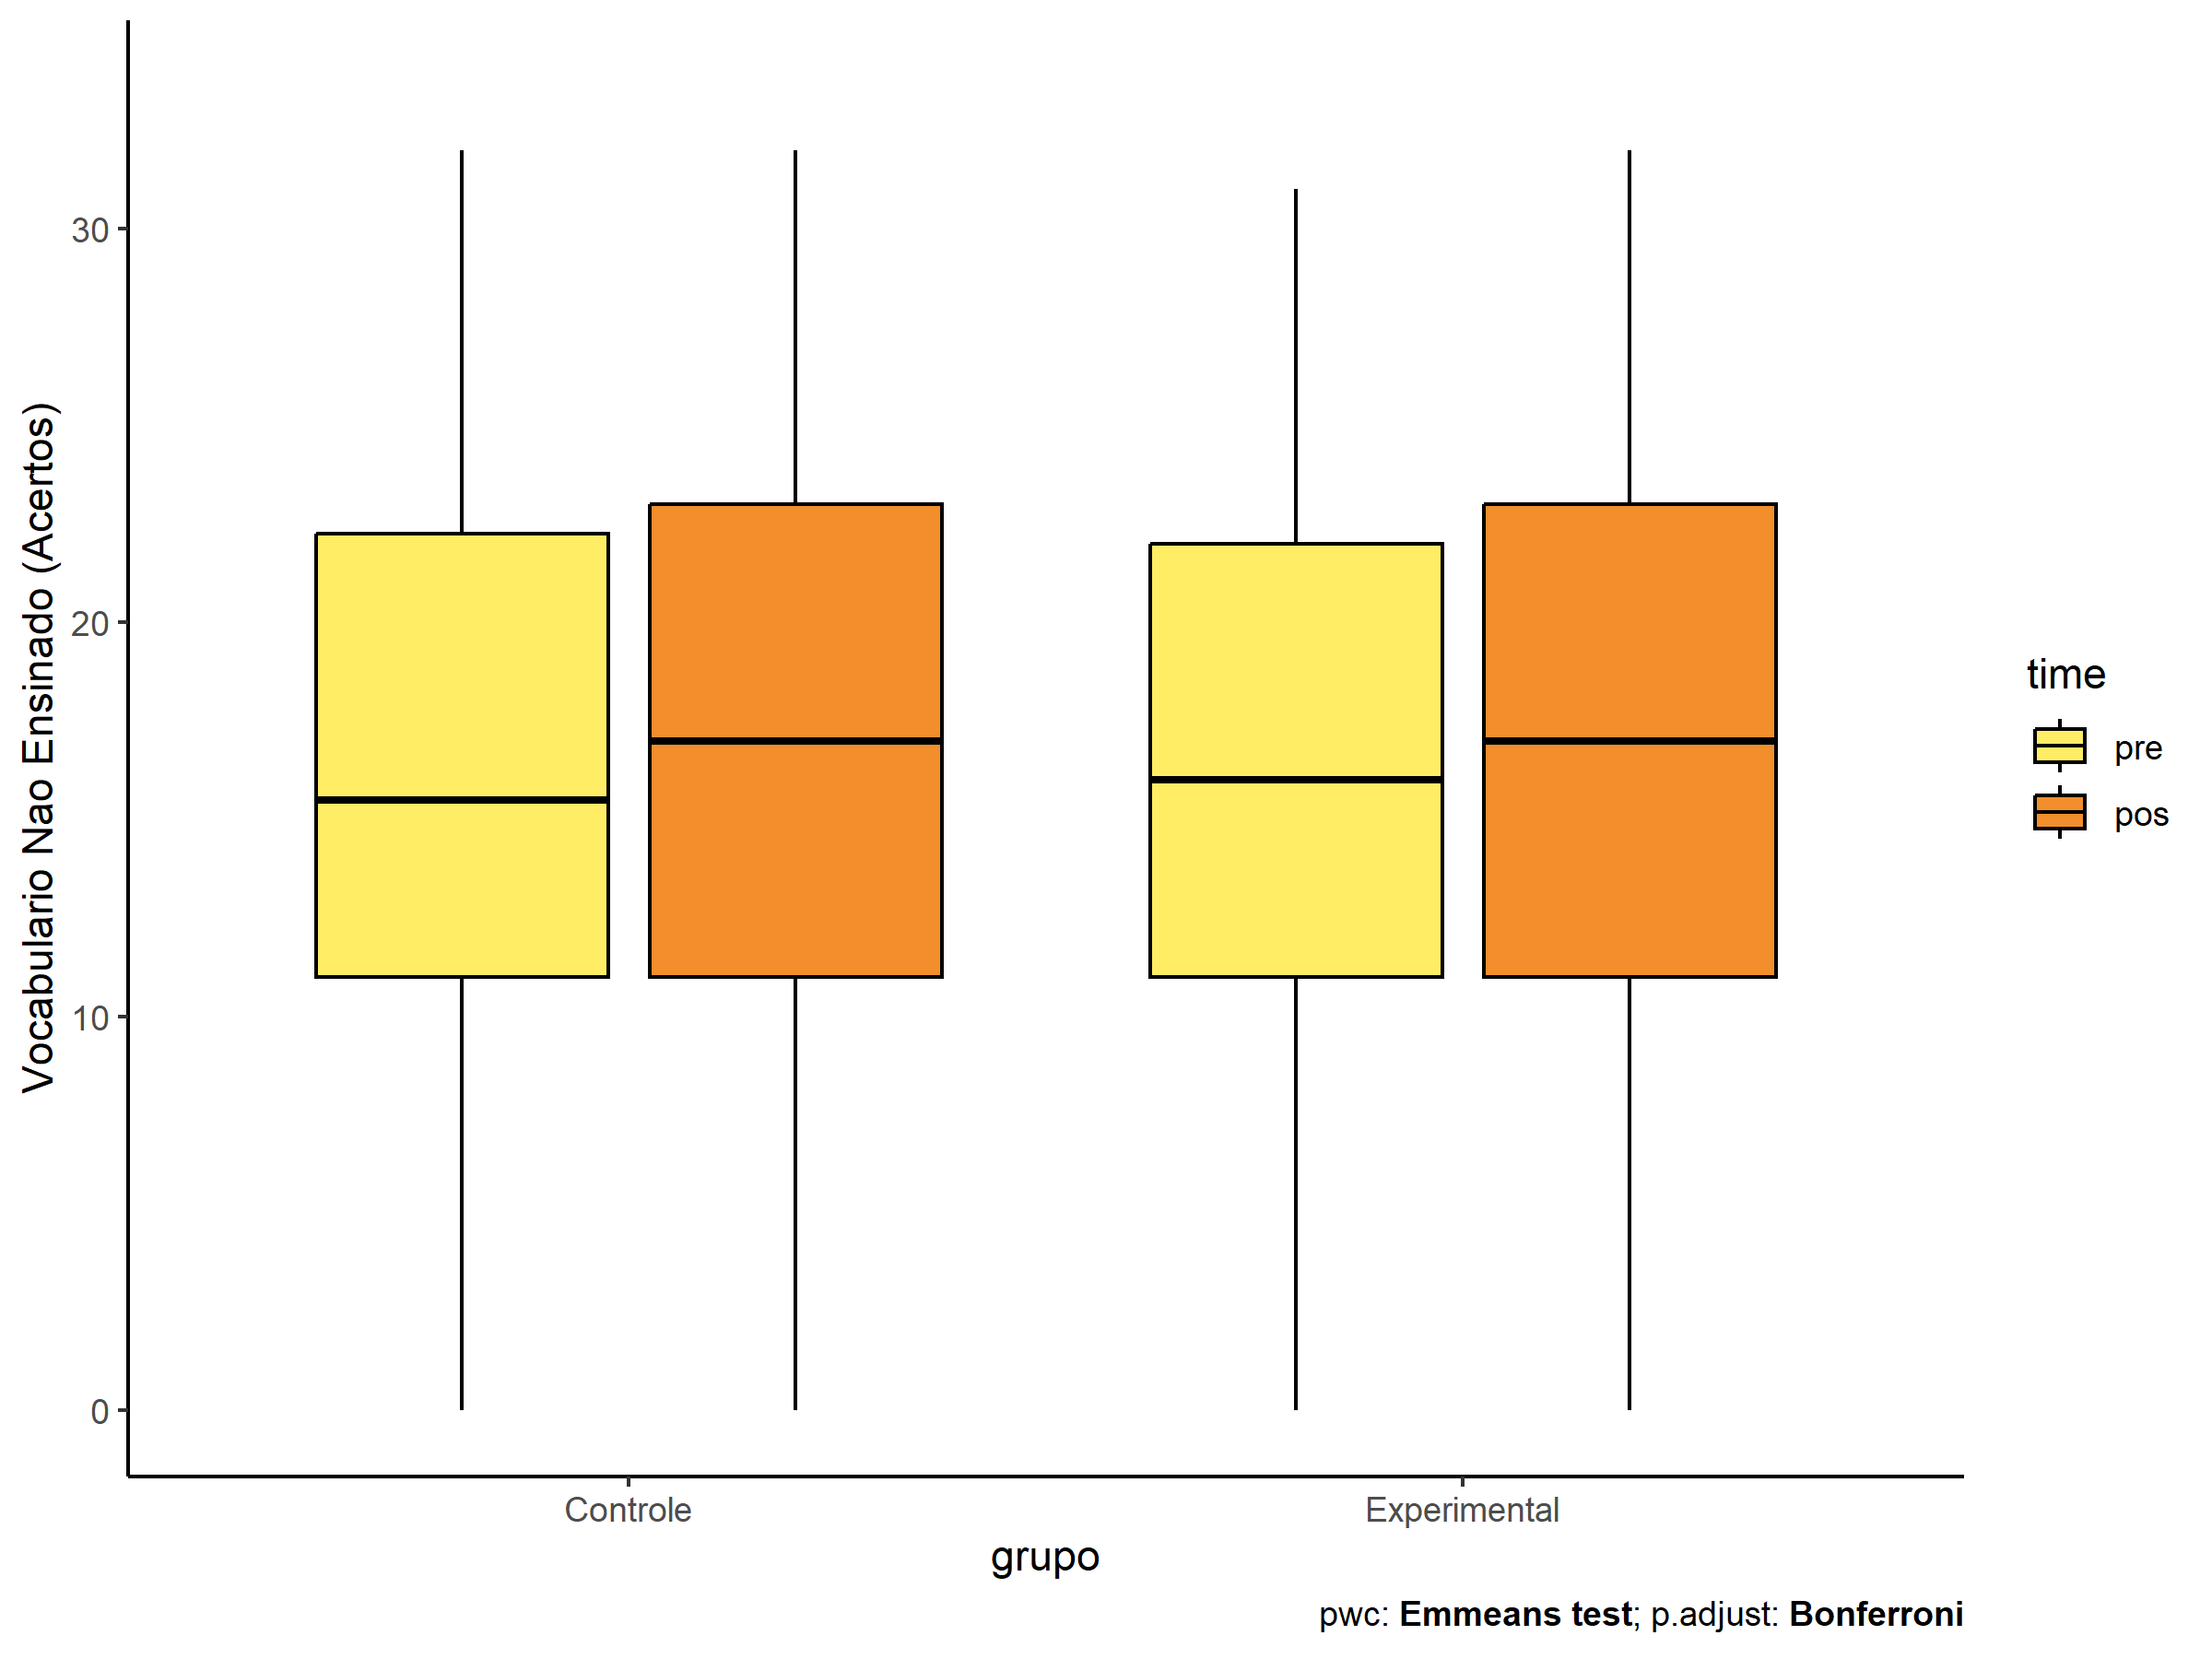 Vocabulario Nao Ensinado (Acertos)
30
20
10
0
Controle
Experimental
grupo
time
pre
pos
pwc: Emmeans test; p.adjust: Bonferroni